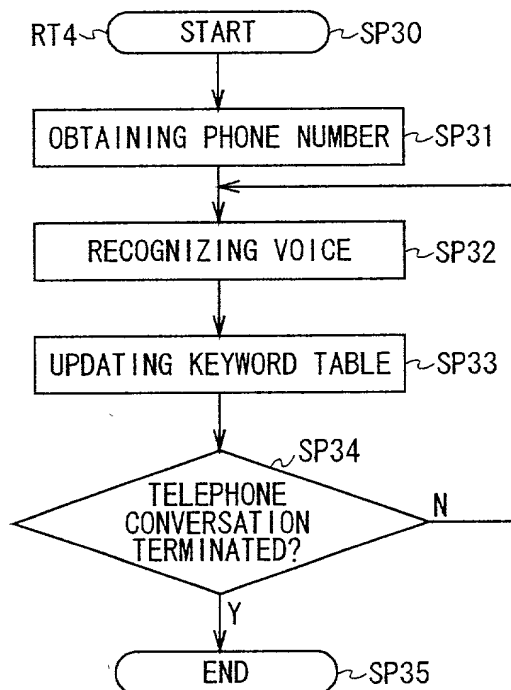 RT4 START SP30
OBTAINING PHONE NUMBER SP31
RECOGNIZING VOICE SP32
UPDATING KEYWORD TABLE SP33
SP34
TELEPHONE
CONVERSATION
TERMINATED?
N
Y
END SP35